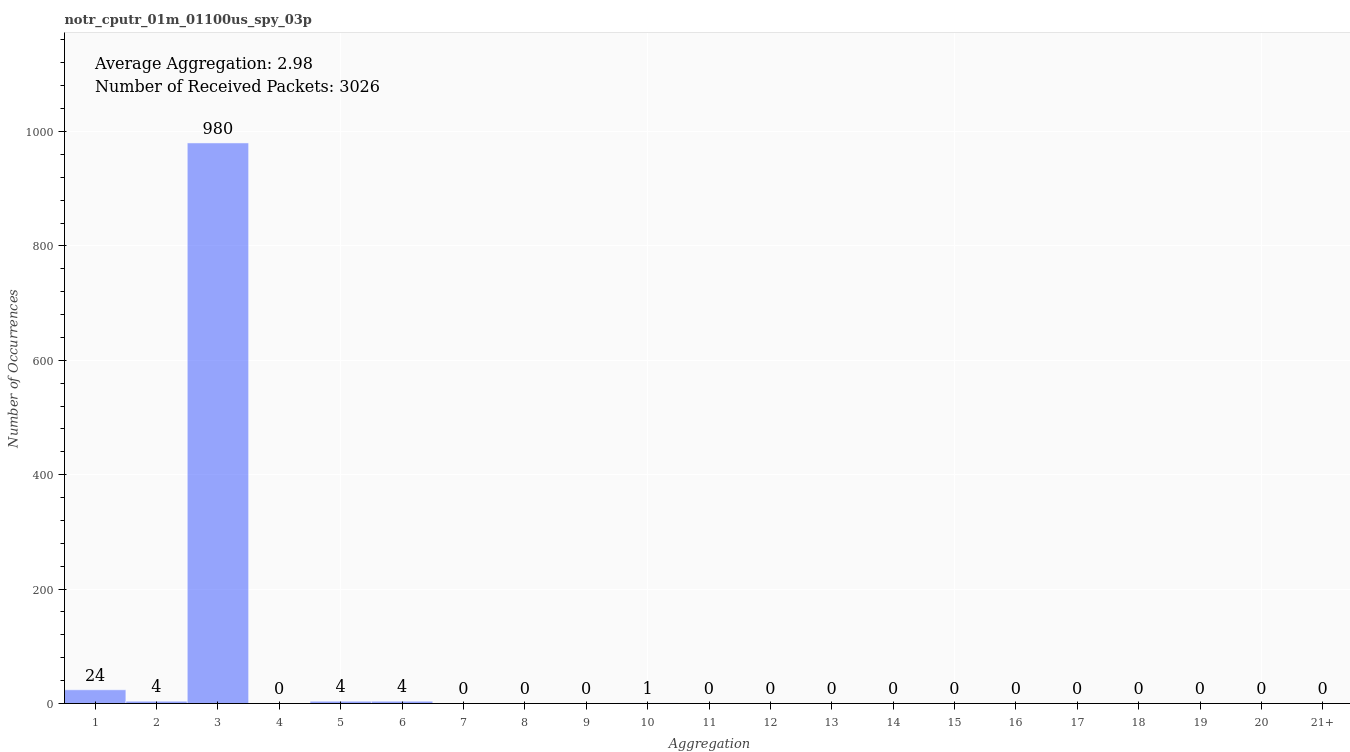 notr_cputr_01m_01100us_spy_03p
Average Aggregation: 2.98
Number of Received Packets: 3026
1000
800
600
400
200
0
Number of Occurrences
24 4 980 0 4 4 0 0 0 1 0 0 0 0 0 0 0 0 0 0 0
1 2 3 4 5 6 7 8 9 10 11 12 13 14 15 16 17 18 19 20 21+
Aggregation